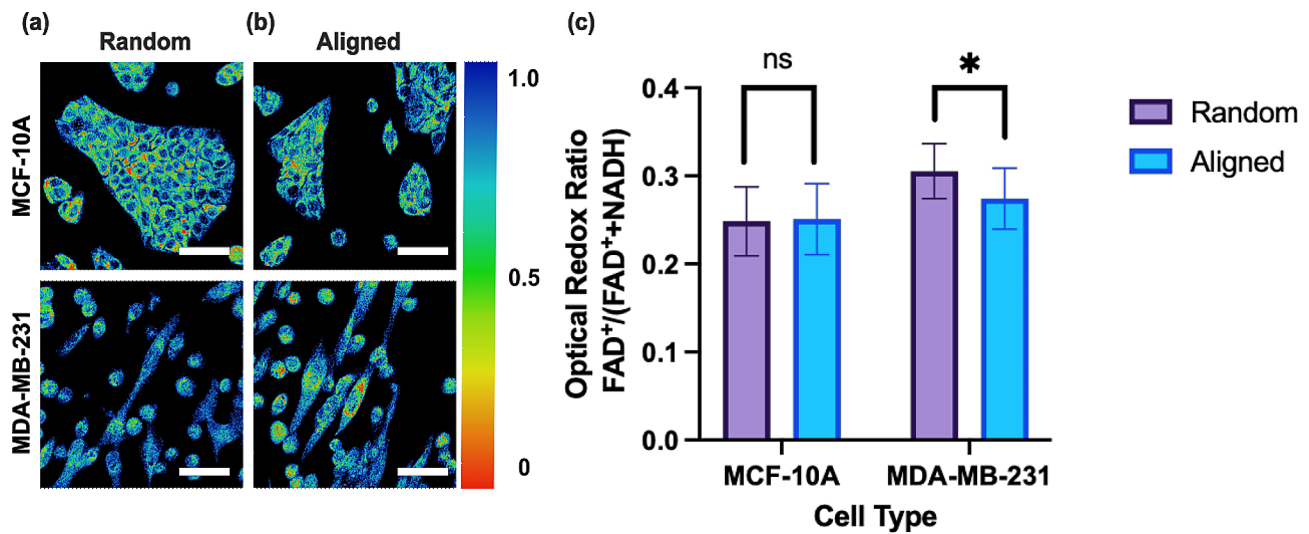 (a)
Random
(b)
Aligned
(c)
MCF-10A
MDA-MB-231
1.0
0.5
0
Optical Redox Ratio
FAD⁺/(FAD⁺+NADH)
0.4
0.3
0.2
0.1
0.0
ns
*
MCF-10A
MDA-MB-231
Cell Type
Random
Aligned